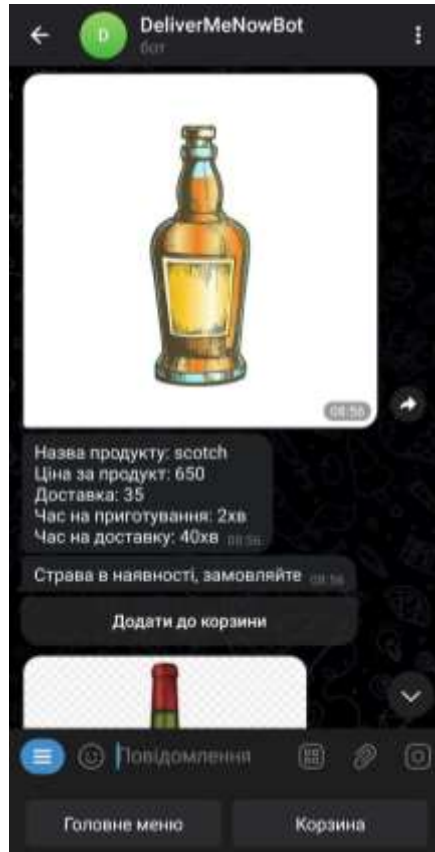 DeliverMeNowBot
D
бот
08:56
Назва продукту: scotch
Ціна за продукт: 650
Доставка: 35
Час на приготування: 2хв
Час на доставку: 40хв 08:56
Страва в наявності, замовляйте 08:56
Додати до корзини
Повідомлення
Головне меню
Корзина